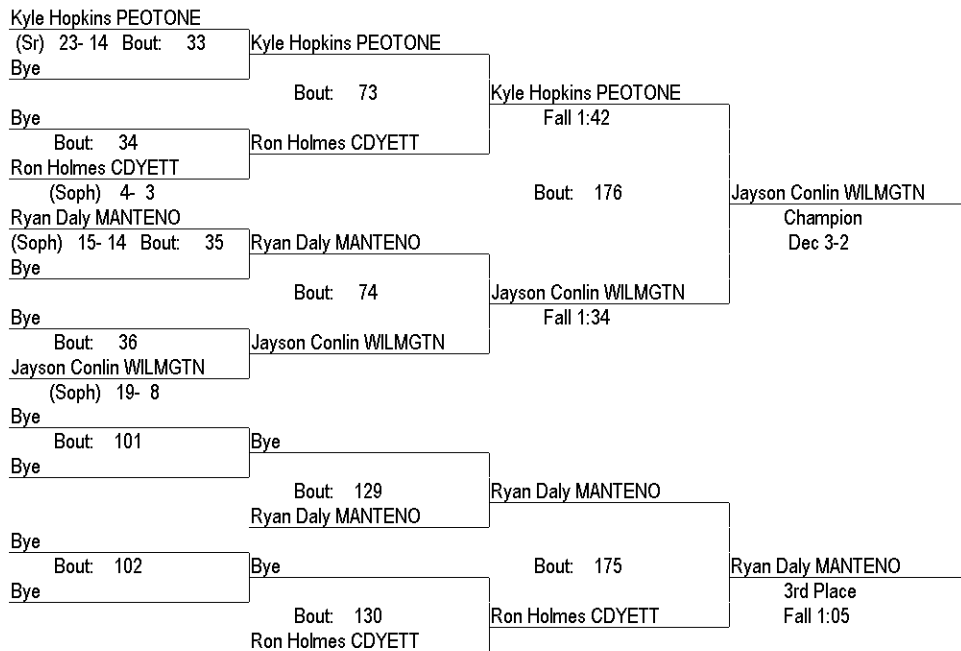 Kyle Hopkins PEOTONE
(Sr) 23- 14 Bout: 33
Bye
Kyle Hopkins PEOTONE
Bout: 73
Bye
Bout: 34
Ron Holmes CDYETT
(Soph) 4- 3
Ron Holmes CDYETT
Kyle Hopkins PEOTONE
Fall 1:42
Bout: 176
Ryan Daly MANTENO
(Soph) 15- 14 Bout: 35
Bye
Ryan Daly MANTENO
Bout: 74
Bye
Bout: 36
Jayson Conlin WILMGTN
(Soph) 19- 8
Jayson Conlin WILMGTN
Jayson Conlin WILMGTN
Fall 1:34
Jayson Conlin WILMGTN
Champion
Dec 3-2
Bye
Bout: 101
Bye
Bye
Bout: 129
Ryan Daly MANTENO
Ryan Daly MANTENO
Bye
Bout: 102
Bye
Bye
Bout: 130
Ron Holmes CDYETT
Bout: 175
Ron Holmes CDYETT
Ryan Daly MANTENO
3rd Place
Fall 1:05